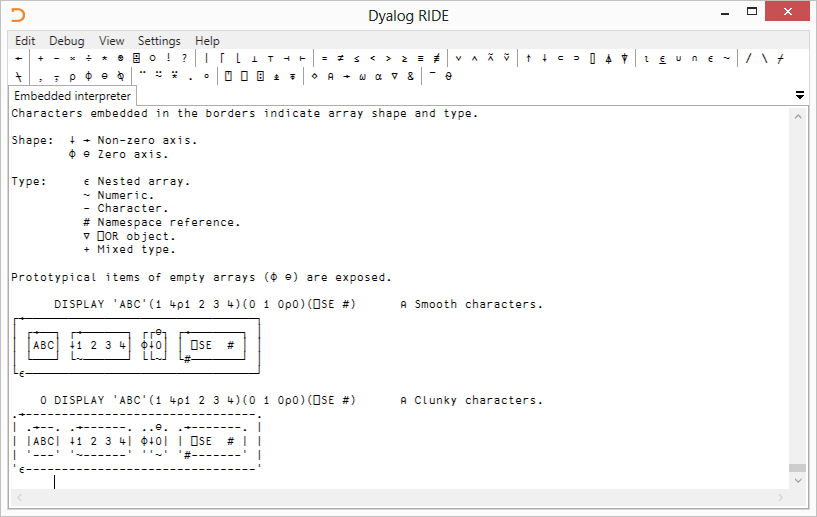 Dyalog RIDE
Edit Debug View Settings Help
← + - × ÷ * ⍟ ⌹ ○ ! ? | ⌈ ⌊ ⊥ ⊤ ⊣ ⊢ = ≠ ≤ < > ≥ ≡ ≢ ∨ ∧ ⍲ ⍱ ↑ ↓ ⊂ ⊃ ⌷ ⍋ ⍒ ⍳ ⍷ ∪ ∩ ∊ ~ / \ ⌿
⍀ , ⍪ ⍴ ⌽ ⊖ ⍉ ¨ ⍨ ⍣ . ∘ ⍞ ⎕ ⍠ ⍎ ⍕ ⋄ ⍝ → ⍵ ⍺ ∇ & ¯ ⍬
Embedded interpreter
Characters embedded in the borders indicate array shape and type.
Shape: ↓ → Non-zero axis.
⌽ ⊖ Zero axis.
Type: ∊ Nested array.
~ Numeric.
- Character.
# Namespace reference.
∇ ⎕OR object.
+ Mixed type.
Prototypical items of empty arrays (⌽ ⊖) are exposed.
DISPLAY 'ABC'(1 4⍴1 2 3 4)(0 1 0⍴0)(⎕SE #) ⍝ Smooth characters.
┌→────────────────────────────────┐
│ ┌→──┐ ┌→──────┐ ┌┌⊖┐ ┌→───────┐ │
│ │ABC│ ↓1 2 3 4│ ⌽↓0│ │ ⎕SE  # │ │
│ └───┘ └~──────┘ └└~┘ └#───────┘ │
└∊────────────────────────────────┘
0 DISPLAY 'ABC'(1 4⍴1 2 3 4)(0 1 0⍴0)(⎕SE #) ⍝ Clunky characters.
.→--------------------------------.
| .→--. .→------. ..⊖. .→-------. |
| |ABC| ↓1 2 3 4| ⌽↓0| | ⎕SE  # | |
| '---' '~------' ''~' '#-------' |
'∊--------------------------------'